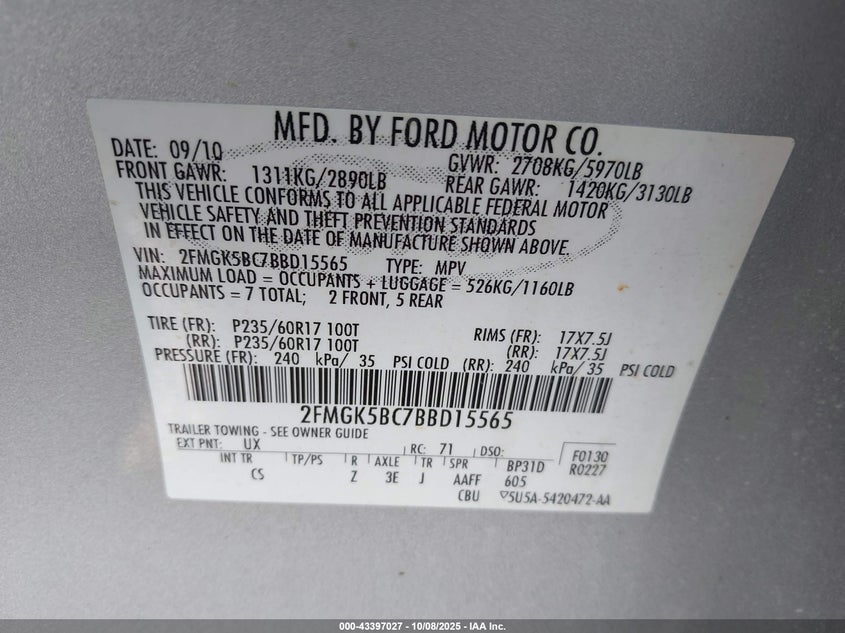 MFD. BY FORD MOTOR CO.
DATE: 09/10 GVWR: 2708KG/5970LB
FRONT GAWR: 1311KG/2890LB REAR GAWR: 1420KG/3130LB
THIS VEHICLE CONFORMS TO ALL APPLICABLE FEDERAL MOTOR
VEHICLE SAFETY AND THEFT PREVENTION STANDARDS
IN EFFECT ON THE DATE OF MANUFACTURE SHOWN ABOVE.
VIN: 2FMGK5BC7BBD15565 TYPE: MPV
MAXIMUM LOAD = OCCUPANTS + LUGGAGE = 526KG/1160LB
OCCUPANTS = 7 TOTAL; 2 FRONT, 5 REAR
TIRE (FR): P235/60R17 100T RIMS (FR): 17X7.5J
(RR): P235/60R17 100T (RR): 17X7.5J
PRESSURE (FR): 240 kPa/ 35 PSI COLD (RR): 240 kPa/ 35 PSI COLD
2FMGK5BC7BBD15565
TRAILER TOWING - SEE OWNER GUIDE
EXT PNT: UX RC: 71 DSO: F0130
INT TR TP/PS R AXLE TR SPR BP31D R0227
CS Z 3E J AAFF 605
CBU ▽5U5A-5420472-AA
000-43397027 - 10/08/2025 - IAA Inc.